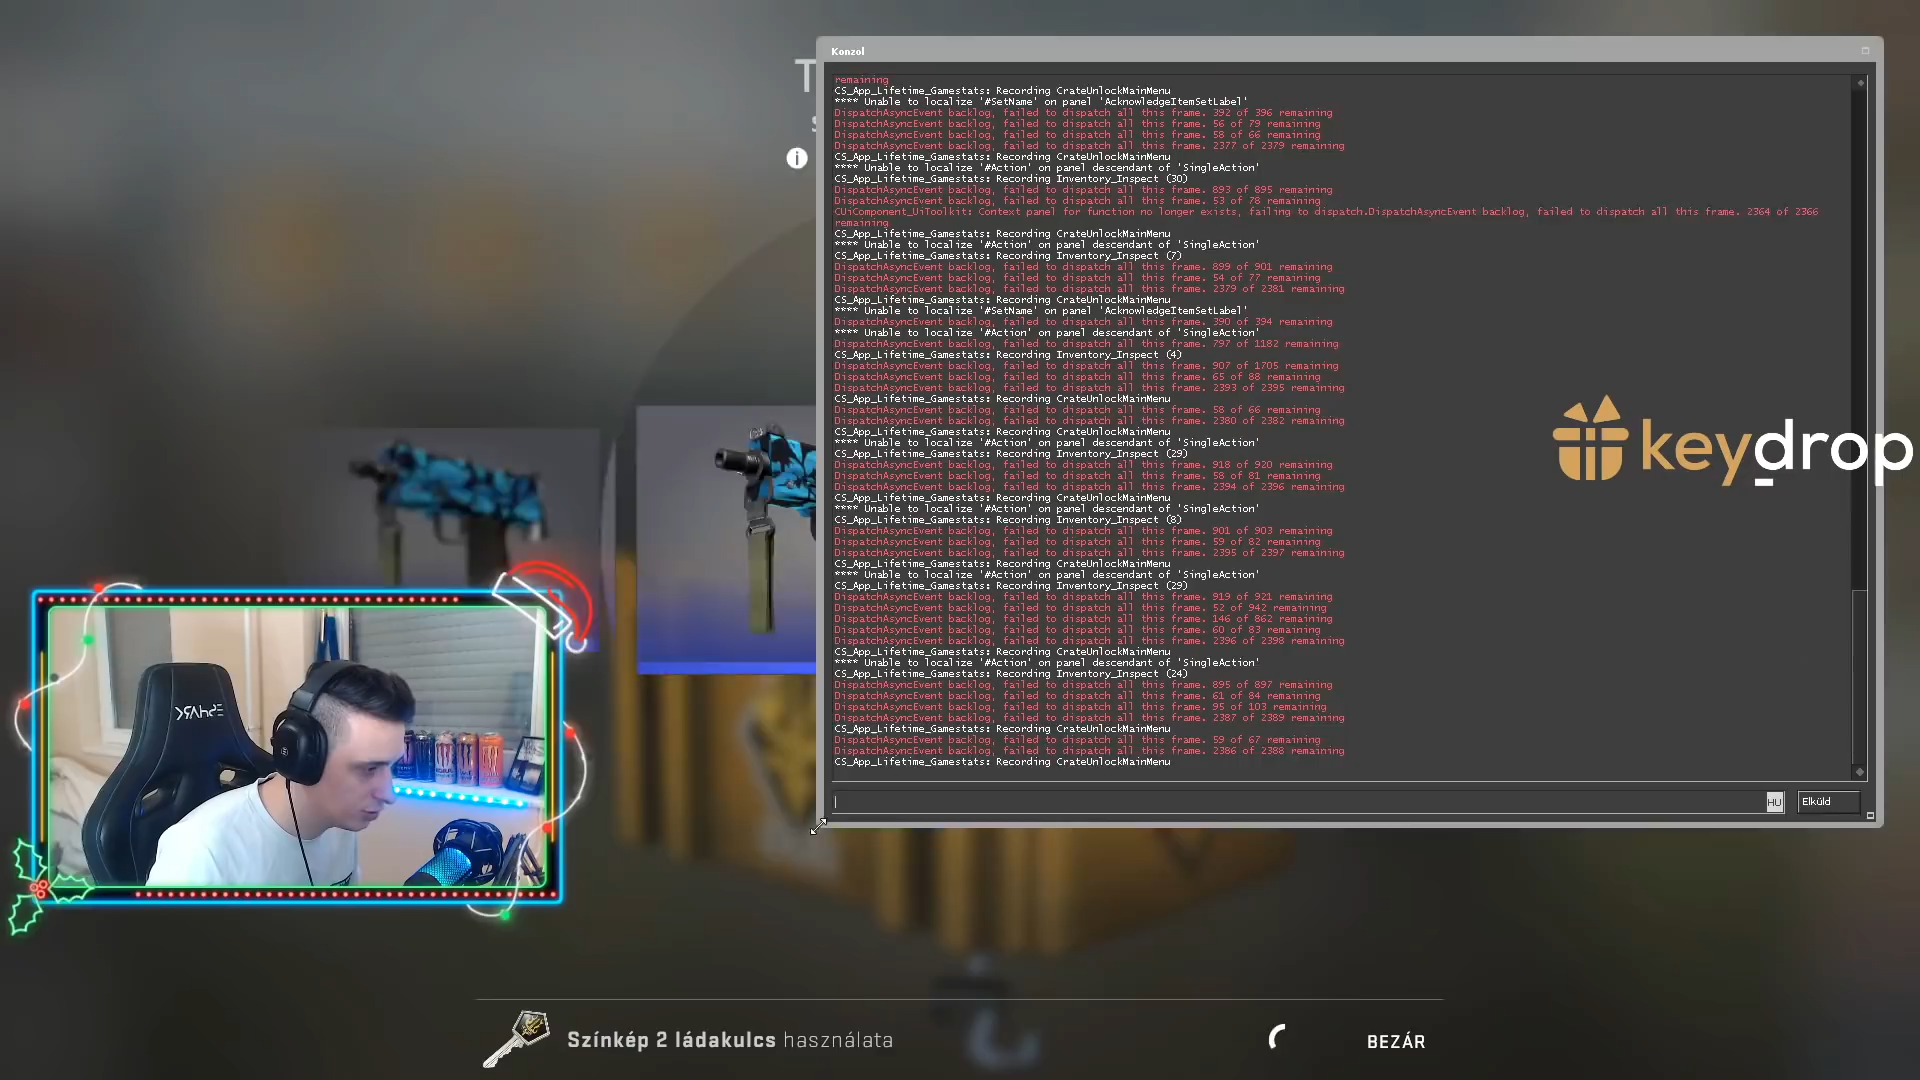 Konzol
remaining
CS_App_Lifetime_Gamestats: Recording CrateUnlockMainMenu
**** Unable to localize '#SetName' on panel 'AcknowledgeItemSetLabel'
DispatchAsyncEvent backlog, failed to dispatch all this frame. 392 of 396 remaining
DispatchAsyncEvent backlog, failed to dispatch all this frame. 56 of 79 remaining
DispatchAsyncEvent backlog, failed to dispatch all this frame. 58 of 66 remaining
DispatchAsyncEvent backlog, failed to dispatch all this frame. 2377 of 2379 remaining
CS_App_Lifetime_Gamestats: Recording CrateUnlockMainMenu
**** Unable to localize '#Action' on panel descendant of 'SingleAction'
CS_App_Lifetime_Gamestats: Recording Inventory_Inspect (30)
DispatchAsyncEvent backlog, failed to dispatch all this frame. 893 of 895 remaining
DispatchAsyncEvent backlog, failed to dispatch all this frame. 53 of 78 remaining
CUiComponent_UiToolkit: Context panel for function no longer exists, failing to dispatch.DispatchAsyncEvent backlog, failed to dispatch all this frame. 2364 of 2366
remaining
CS_App_Lifetime_Gamestats: Recording CrateUnlockMainMenu
**** Unable to localize '#Action' on panel descendant of 'SingleAction'
CS_App_Lifetime_Gamestats: Recording Inventory_Inspect (7)
DispatchAsyncEvent backlog, failed to dispatch all this frame. 899 of 901 remaining
DispatchAsyncEvent backlog, failed to dispatch all this frame. 54 of 77 remaining
DispatchAsyncEvent backlog, failed to dispatch all this frame. 2379 of 2381 remaining
CS_App_Lifetime_Gamestats: Recording CrateUnlockMainMenu
**** Unable to localize '#SetName' on panel 'AcknowledgeItemSetLabel'
DispatchAsyncEvent backlog, failed to dispatch all this frame. 390 of 394 remaining
**** Unable to localize '#Action' on panel descendant of 'SingleAction'
DispatchAsyncEvent backlog, failed to dispatch all this frame. 797 of 1182 remaining
CS_App_Lifetime_Gamestats: Recording Inventory_Inspect (4)
DispatchAsyncEvent backlog, failed to dispatch all this frame. 907 of 1705 remaining
DispatchAsyncEvent backlog, failed to dispatch all this frame. 65 of 88 remaining
DispatchAsyncEvent backlog, failed to dispatch all this frame. 2393 of 2395 remaining
CS_App_Lifetime_Gamestats: Recording CrateUnlockMainMenu
DispatchAsyncEvent backlog, failed to dispatch all this frame. 58 of 66 remaining
DispatchAsyncEvent backlog, failed to dispatch all this frame. 2380 of 2382 remaining
CS_App_Lifetime_Gamestats: Recording CrateUnlockMainMenu
**** Unable to localize '#Action' on panel descendant of 'SingleAction'
CS_App_Lifetime_Gamestats: Recording Inventory_Inspect (29)
DispatchAsyncEvent backlog, failed to dispatch all this frame. 918 of 920 remaining
DispatchAsyncEvent backlog, failed to dispatch all this frame. 58 of 81 remaining
DispatchAsyncEvent backlog, failed to dispatch all this frame. 2394 of 2396 remaining
CS_App_Lifetime_Gamestats: Recording CrateUnlockMainMenu
**** Unable to localize '#Action' on panel descendant of 'SingleAction'
CS_App_Lifetime_Gamestats: Recording Inventory_Inspect (8)
DispatchAsyncEvent backlog, failed to dispatch all this frame. 901 of 903 remaining
DispatchAsyncEvent backlog, failed to dispatch all this frame. 59 of 82 remaining
DispatchAsyncEvent backlog, failed to dispatch all this frame. 2395 of 2397 remaining
CS_App_Lifetime_Gamestats: Recording CrateUnlockMainMenu
**** Unable to localize '#Action' on panel descendant of 'SingleAction'
CS_App_Lifetime_Gamestats: Recording Inventory_Inspect (29)
DispatchAsyncEvent backlog, failed to dispatch all this frame. 919 of 921 remaining
DispatchAsyncEvent backlog, failed to dispatch all this frame. 52 of 942 remaining
DispatchAsyncEvent backlog, failed to dispatch all this frame. 146 of 862 remaining
DispatchAsyncEvent backlog, failed to dispatch all this frame. 60 of 83 remaining
DispatchAsyncEvent backlog, failed to dispatch all this frame. 2396 of 2398 remaining
CS_App_Lifetime_Gamestats: Recording CrateUnlockMainMenu
**** Unable to localize '#Action' on panel descendant of 'SingleAction'
CS_App_Lifetime_Gamestats: Recording Inventory_Inspect (24)
DispatchAsyncEvent backlog, failed to dispatch all this frame. 895 of 897 remaining
DispatchAsyncEvent backlog, failed to dispatch all this frame. 61 of 84 remaining
DispatchAsyncEvent backlog, failed to dispatch all this frame. 95 of 103 remaining
DispatchAsyncEvent backlog, failed to dispatch all this frame. 2387 of 2389 remaining
CS_App_Lifetime_Gamestats: Recording CrateUnlockMainMenu
DispatchAsyncEvent backlog, failed to dispatch all this frame. 59 of 67 remaining
DispatchAsyncEvent backlog, failed to dispatch all this frame. 2386 of 2388 remaining
CS_App_Lifetime_Gamestats: Recording CrateUnlockMainMenu
HU
Elküld
keydrop
Színkép 2 ládakulcs használata
BEZÁR